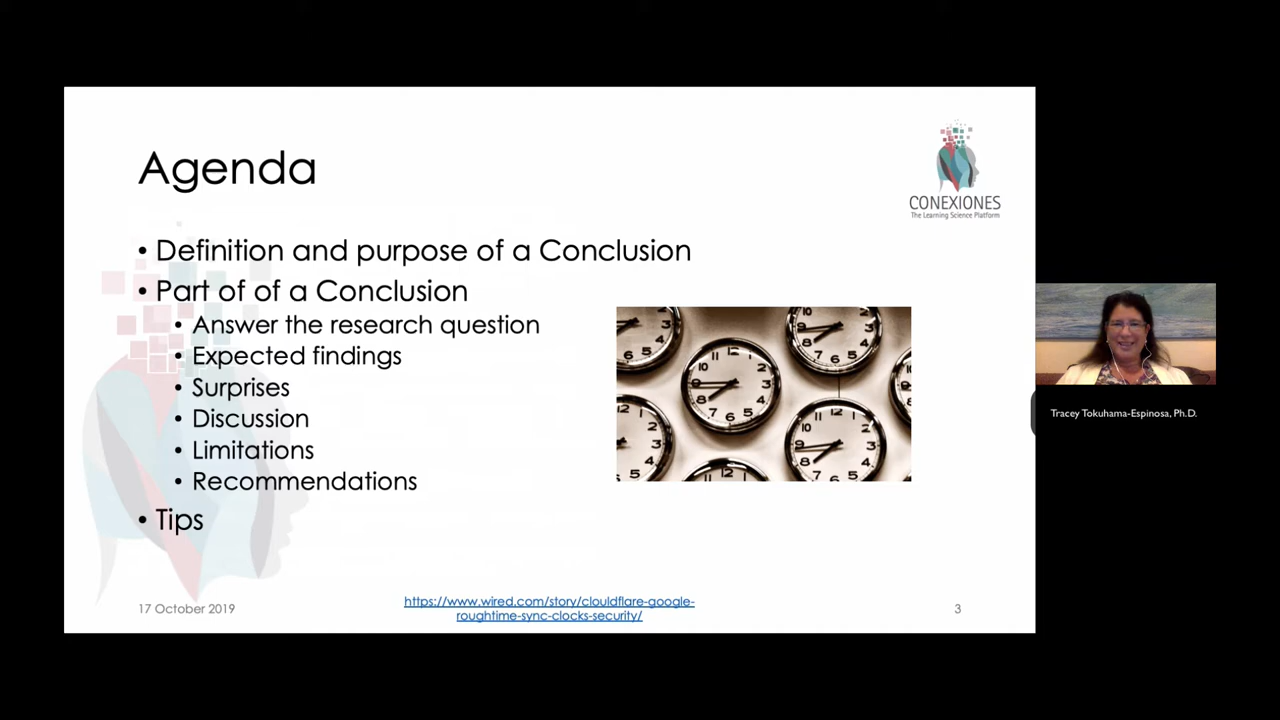 Agenda
CONEXIONES
The Learning Science Platform
• Definition and purpose of a Conclusion
• Part of of a Conclusion
• Answer the research question
• Expected findings
• Surprises
• Discussion
• Limitations
• Recommendations
• Tips
Tracey Tokuhama-Espinosa, Ph.D.
17 October 2019
https://www.wired.com/story/clouldflare-google-
roughtime-sync-clocks-security/
3